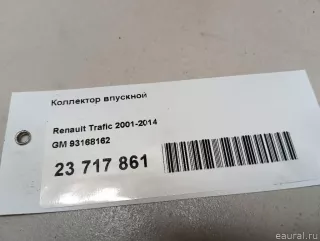 Коллектор впускной
Renault Trafic 2001-2014
GM 93168162
23 717 861
© eaural.ru